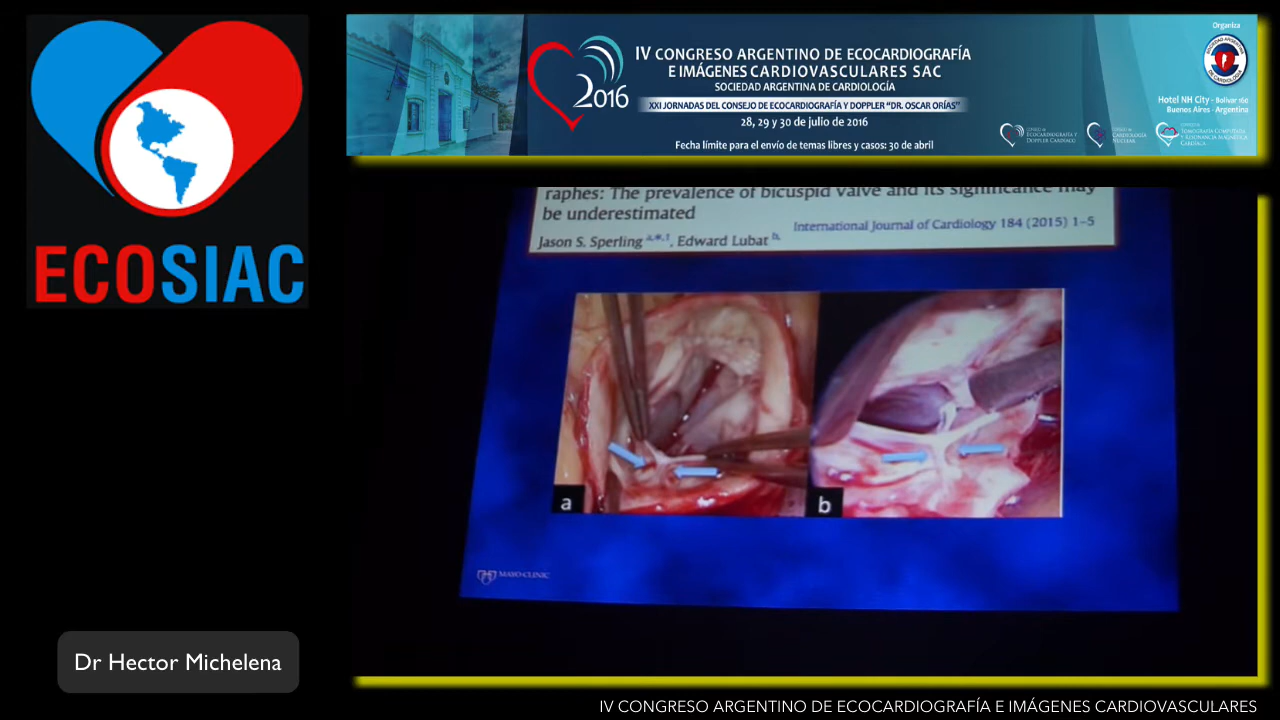 ECOSIAC
IV CONGRESO ARGENTINO DE ECOCARDIOGRAFÍA
E IMÁGENES CARDIOVASCULARES SAC
SOCIEDAD ARGENTINA DE CARDIOLOGÍA
2016
XXI JORNADAS DEL CONSEJO DE ECOCARDIOGRAFÍA Y DOPPLER "DR. OSCAR ORÍAS"
28, 29 y 30 de julio de 2016
Fecha límite para el envío de temas libres y casos: 30 de abril
Organiza
Hotel NH City - Bolívar 160
Buenos Aires - Argentina
raphes: The prevalence of bicuspid valve and its significance may
be underestimated
International Journal of Cardiology 184 (2015) 1–5
Jason S. Sperling, Edward Lubat
a
b
MAYO CLINIC
Dr Hector Michelena
IV CONGRESO ARGENTINO DE ECOCARDIOGRAFÍA E IMÁGENES CARDIOVASCULARES